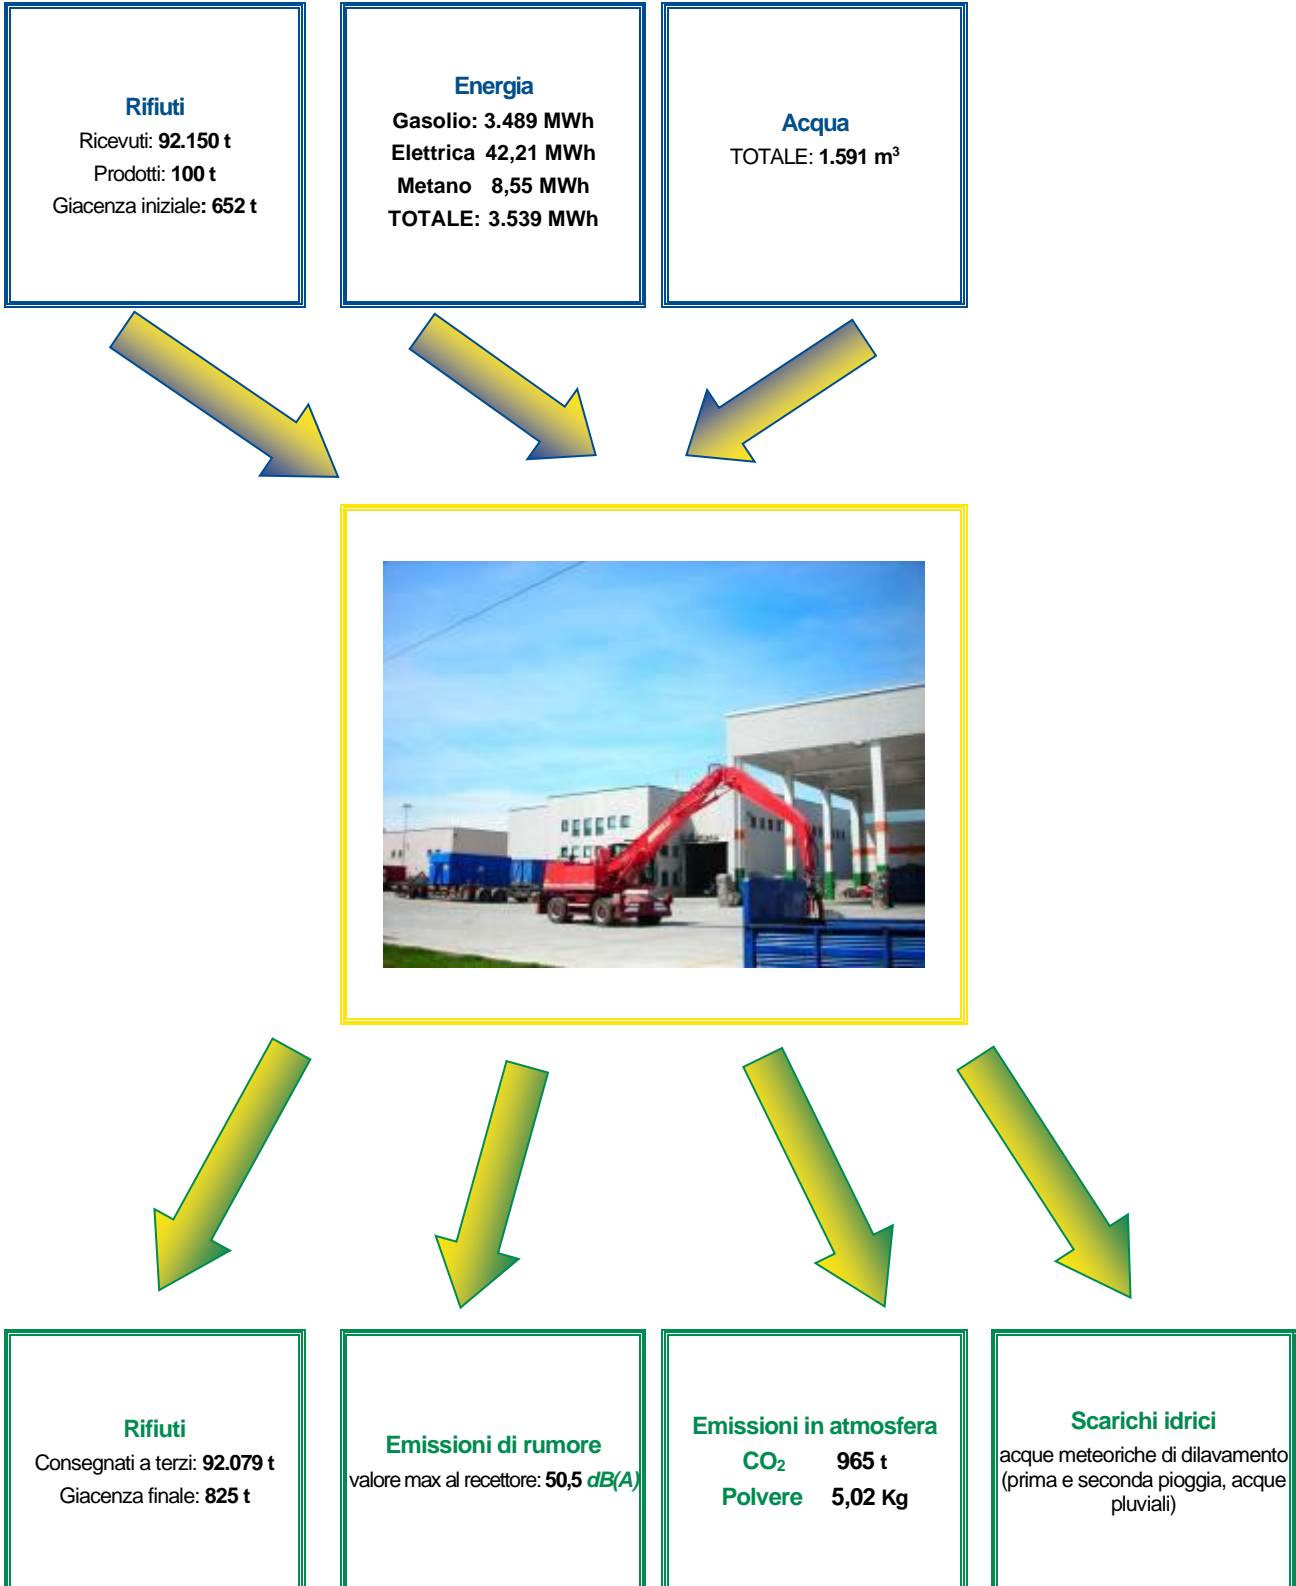 Rifiuti
Ricevuti: 92.150 t
Prodotti: 100 t
Giacenza iniziale: 652 t
Energia
Gasolio: 3.489 MWh
Elettrica 42,21 MWh
Metano 8,55 MWh
TOTALE: 3.539 MWh
Acqua
TOTALE: 1.591 m³
Rifiuti
Consegnati a terzi: 92.079 t
Giacenza finale: 825 t
Emissioni di rumore
valore max al recettore: 50,5 dB(A)
Emissioni in atmosfera
CO₂ 965 t
Polvere 5,02 Kg
Scarichi idrici
acque meteoriche di dilavamento
(prima e seconda pioggia, acque
pluviali)